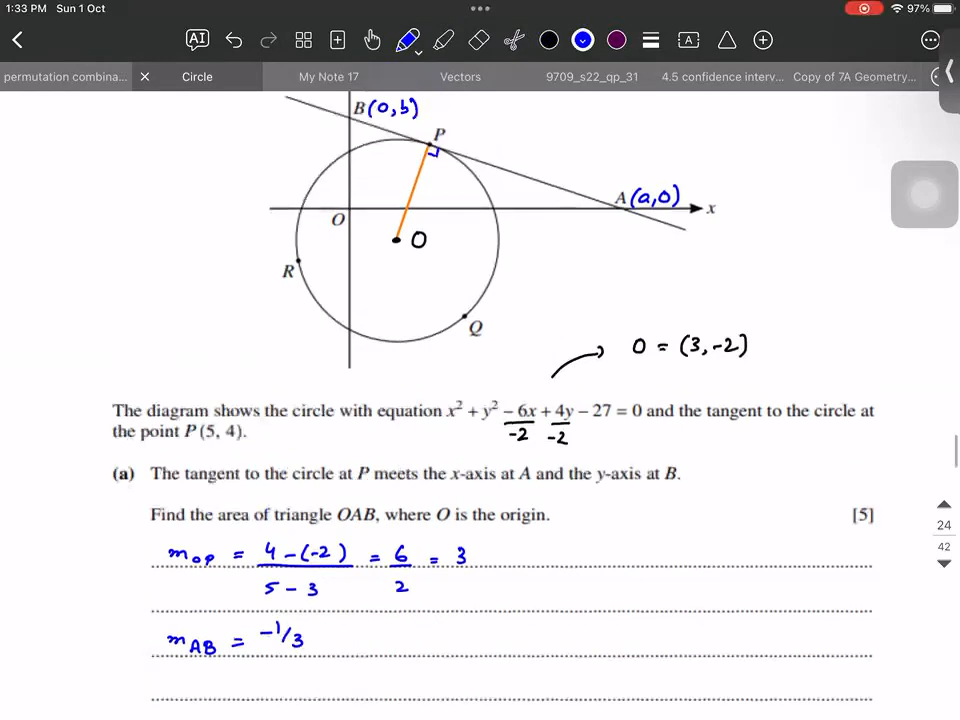 1:33 PM Sun 1 Oct
97%
AI
A
permutation combina...
Circle
My Note 17
Vectors
9709_s22_qp_31
4.5 confidence interv...
Copy of 7A Geometry...
B (0, b)
P
A (a, 0)
x
O
O
R
Q
O = (3, -2)
The diagram shows the circle with equation x² + y² − 6x + 4y − 27 = 0 and the tangent to the circle at
-2 -2
the point P(5, 4).
(a) The tangent to the circle at P meets the x-axis at A and the y-axis at B.
Find the area of triangle OAB, where O is the origin. [5]
m_OP = 4 - (-2) / 5 - 3 = 6 / 2 = 3
m_AB = -1/3
24
42